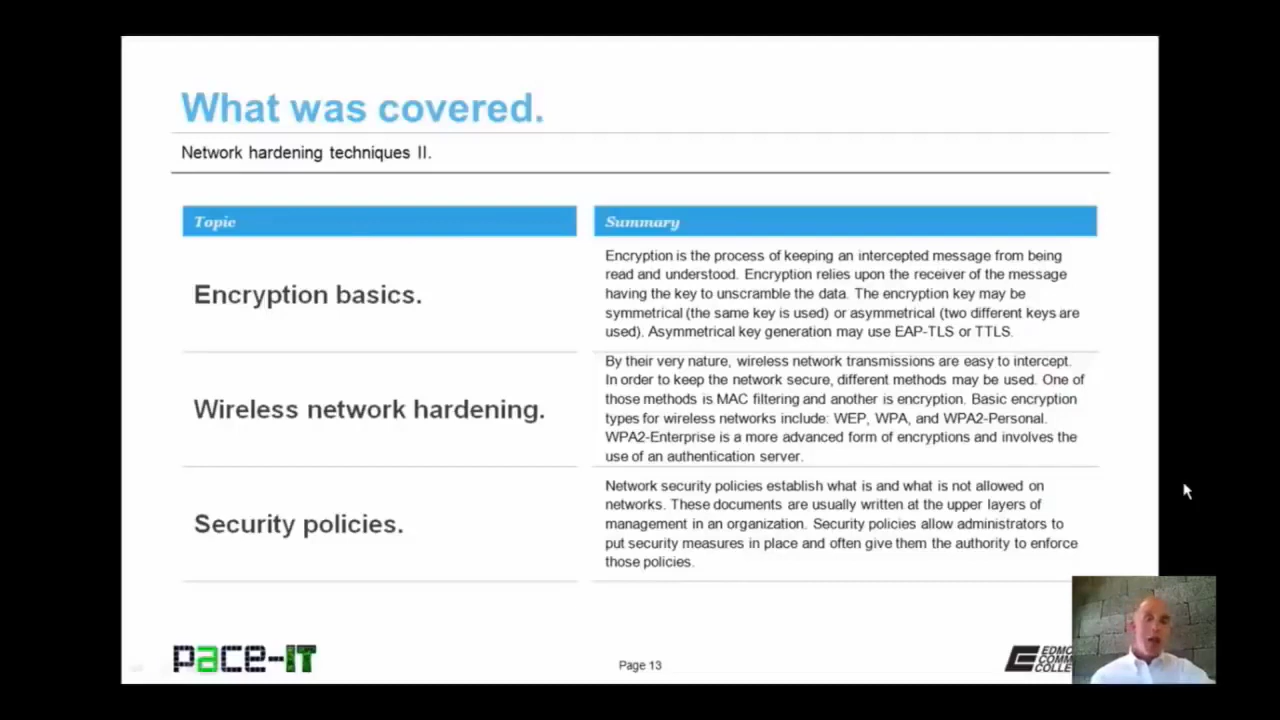 What was covered.
Network hardening techniques II.
Topic
Summary
Encryption basics.
Encryption is the process of keeping an intercepted message from being
read and understood. Encryption relies upon the receiver of the message
having the key to unscramble the data. The encryption key may be
symmetrical (the same key is used) or asymmetrical (two different keys are
used). Asymmetrical key generation may use EAP-TLS or TTLS.
Wireless network hardening.
By their very nature, wireless network transmissions are easy to intercept.
In order to keep the network secure, different methods may be used. One of
those methods is MAC filtering and another is encryption. Basic encryption
types for wireless networks include: WEP, WPA, and WPA2-Personal.
WPA2-Enterprise is a more advanced form of encryptions and involves the
use of an authentication server.
Security policies.
Network security policies establish what is and what is not allowed on
networks. These documents are usually written at the upper layers of
management in an organization. Security policies allow administrators to
put security measures in place and often give them the authority to enforce
those policies.
pace-IT
Page 13